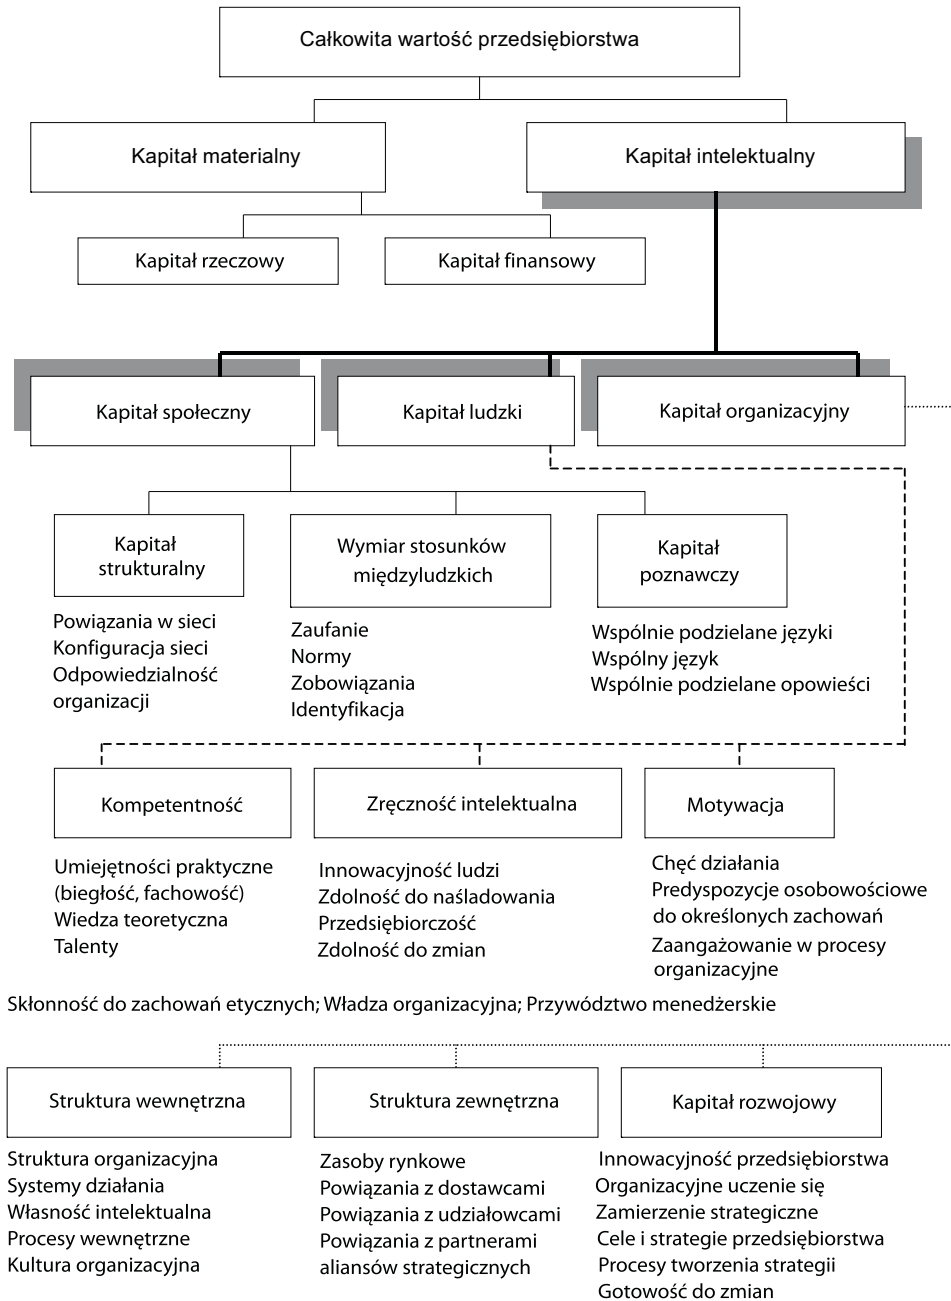 Całkowita wartość przedsiębiorstwa
Kapitał materialny
Kapitał intelektualny
Kapitał rzeczowy
Kapitał finansowy
Kapitał społeczny
Kapitał ludzki
Kapitał organizacyjny
Kapitał
strukturalny
Powiązania w sieci
Konfiguracja sieci
Odpowiedzialność
organizacji
Wymiar stosunków
międzyludzkich
Zaufanie
Normy
Zobowiązania
Identyfikacja
Kapitał
poznawczy
Wspólnie podzielane języki
Wspólny język
Wspólnie podzielane opowieści
Kompetentność
Umiejętności praktyczne
(biegłość, fachowość)
Wiedza teoretyczna
Talenty
Zręczność intelektualna
Innowacyjność ludzi
Zdolność do naśladowania
Przedsiębiorczość
Zdolność do zmian
Motywacja
Chęć działania
Predyspozycje osobowościowe
do określonych zachowań
Zaangażowanie w procesy
organizacyjne
Skłonność do zachowań etycznych; Władza organizacyjna; Przywództwo menedżerskie
Struktura wewnętrzna
Struktura organizacyjna
Systemy działania
Własność intelektualna
Procesy wewnętrzne
Kultura organizacyjna
Struktura zewnętrzna
Zasoby rynkowe
Powiązania z dostawcami
Powiązania z udziałowcami
Powiązania z partnerami
aliansów strategicznych
Kapitał rozwojowy
Innowacyjność przedsiębiorstwa
Organizacyjne uczenie się
Zamierzenie strategiczne
Cele i strategie przedsiębiorstwa
Procesy tworzenia strategii
Gotowość do zmian